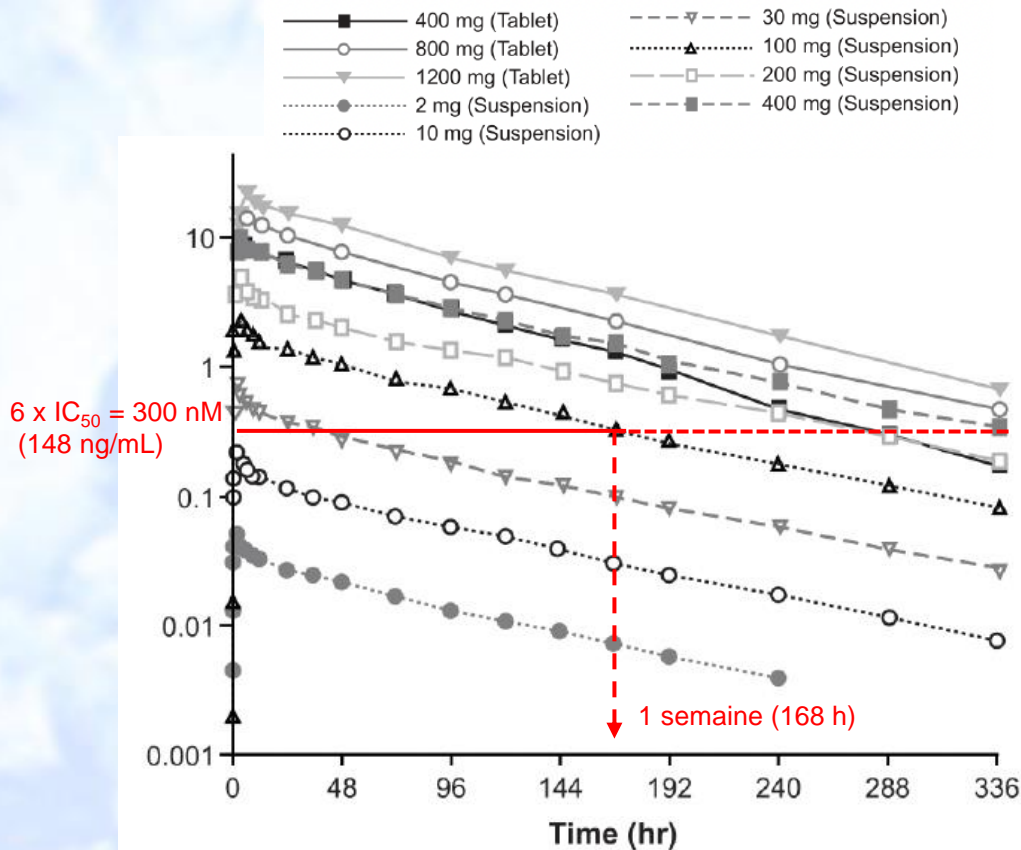 400 mg (Tablet)
800 mg (Tablet)
1200 mg (Tablet)
2 mg (Suspension)
10 mg (Suspension)
30 mg (Suspension)
100 mg (Suspension)
200 mg (Suspension)
400 mg (Suspension)
10
1
0.1
0.01
0.001
6 x IC50 = 300 nM
(148 ng/mL)
1 semaine (168 h)
0 48 96 144 192 240 288 336
Time (hr)